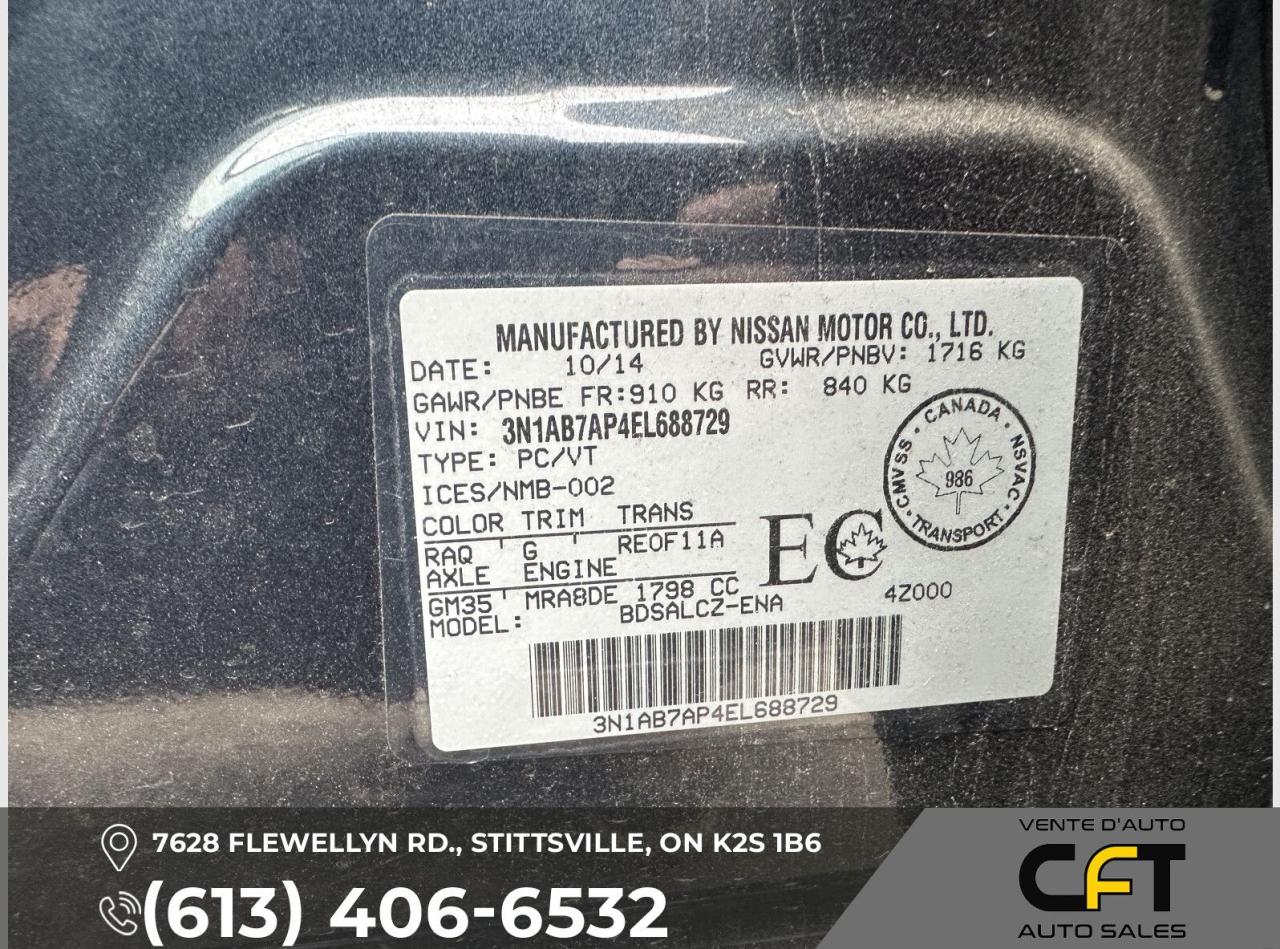 MANUFACTURED BY NISSAN MOTOR CO., LTD.
DATE: 10/14 GVWR/PNBV: 1716 KG
GAWR/PNBE FR:910 KG RR: 840 KG
VIN: 3N1AB7AP4EL688729
TYPE: PC/VT
ICES/NMB-002
COLOR TRIM TRANS
RAQ G RE0F11A
AXLE ENGINE
GM35 MRA8DE 1798 CC
MODEL: BDSALCZ-ENA
EC
4Z000
CANADA · NSVAC · TRANSPORT · CMVSS
986
3N1AB7AP4EL688729
7628 FLEWELLYN RD., STITTSVILLE, ON K2S 1B6
(613) 406-6532
VENTE D'AUTO
CFT
AUTO SALES